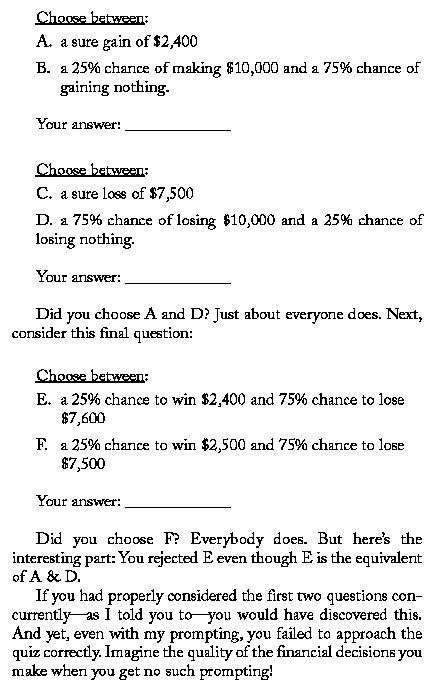 Choose between:
A. a sure gain of $2,400
B. a 25% chance of making $10,000 and a 75% chance of
gaining nothing.
Your answer: _______________
Choose between:
C. a sure loss of $7,500
D. a 75% chance of losing $10,000 and a 25% chance of
losing nothing.
Your answer: _______________
Did you choose A and D? Just about everyone does. Next,
consider this final question:
Choose between:
E. a 25% chance to win $2,400 and 75% chance to lose
$7,600
F. a 25% chance to win $2,500 and 75% chance to lose
$7,500
Your answer: _______________
Did you choose F? Everybody does. But here's the
interesting part: You rejected E even though E is the equivalent
of A & D.
If you had properly considered the first two questions con-
currently—as I told you to—you would have discovered this.
And yet, even with my prompting, you failed to approach the
quiz correctly. Imagine the quality of the financial decisions you
make when you get no such prompting!